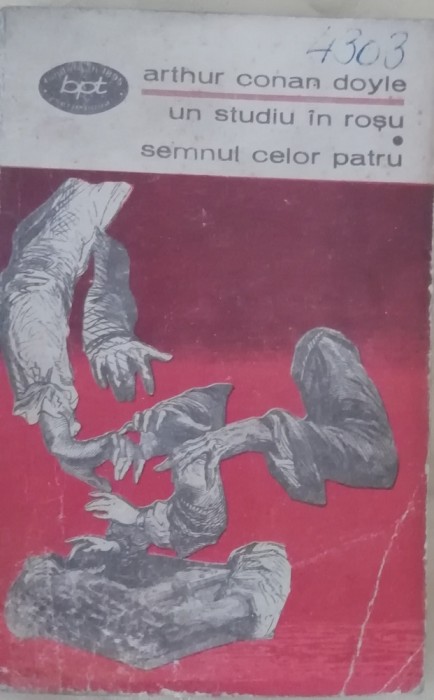 4303
bpt
arthur conan doyle
un studiu în roșu
semnul celor patru